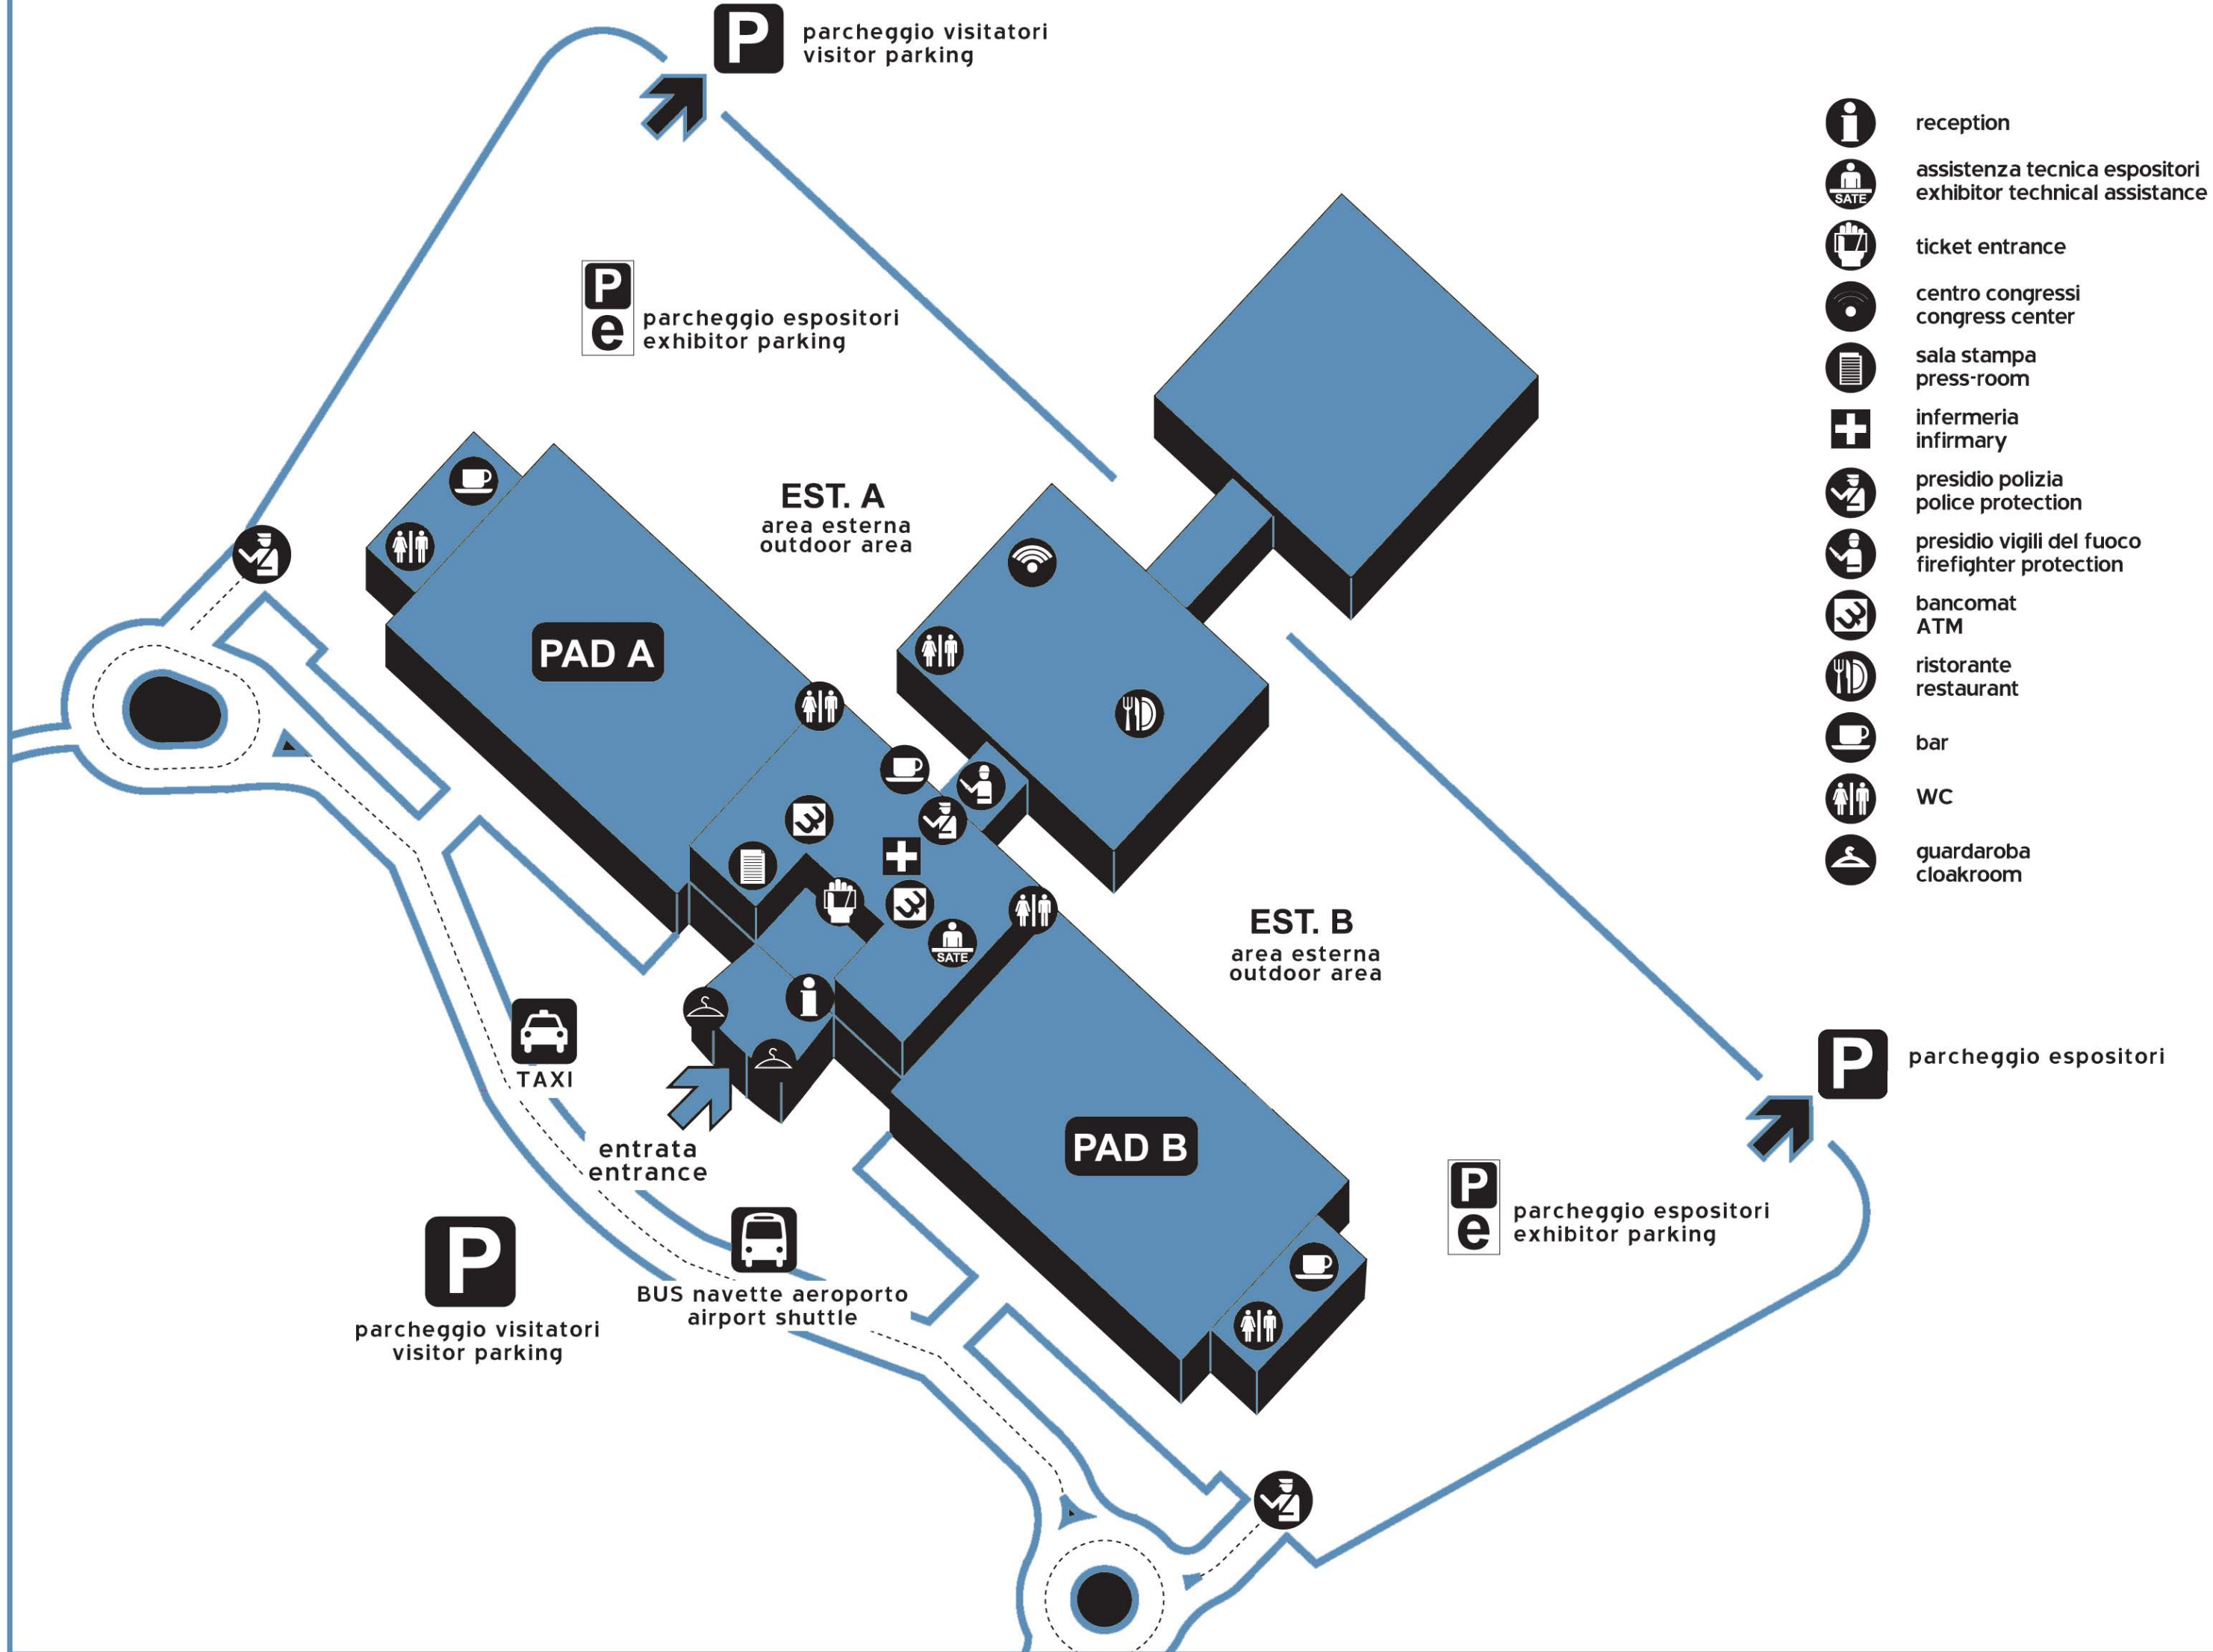 P
parcheggio visitatori
visitor parking
reception
assistenza tecnica espositori
exhibitor technical assistance
SATE
ticket entrance
centro congressi
congress center
sala stampa
press-room
infermeria
infirmary
presidio polizia
police protection
presidio vigili del fuoco
firefighter protection
bancomat
ATM
ristorante
restaurant
bar
WC
guardaroba
cloakroom
P
e
parcheggio espositori
exhibitor parking
EST. A
area esterna
outdoor area
PAD A
SATE
EST. B
area esterna
outdoor area
TAXI
entrata
entrance
P
parcheggio espositori
PAD B
P
e
parcheggio espositori
exhibitor parking
P
parcheggio visitatori
visitor parking
BUS navette aeroporto
airport shuttle